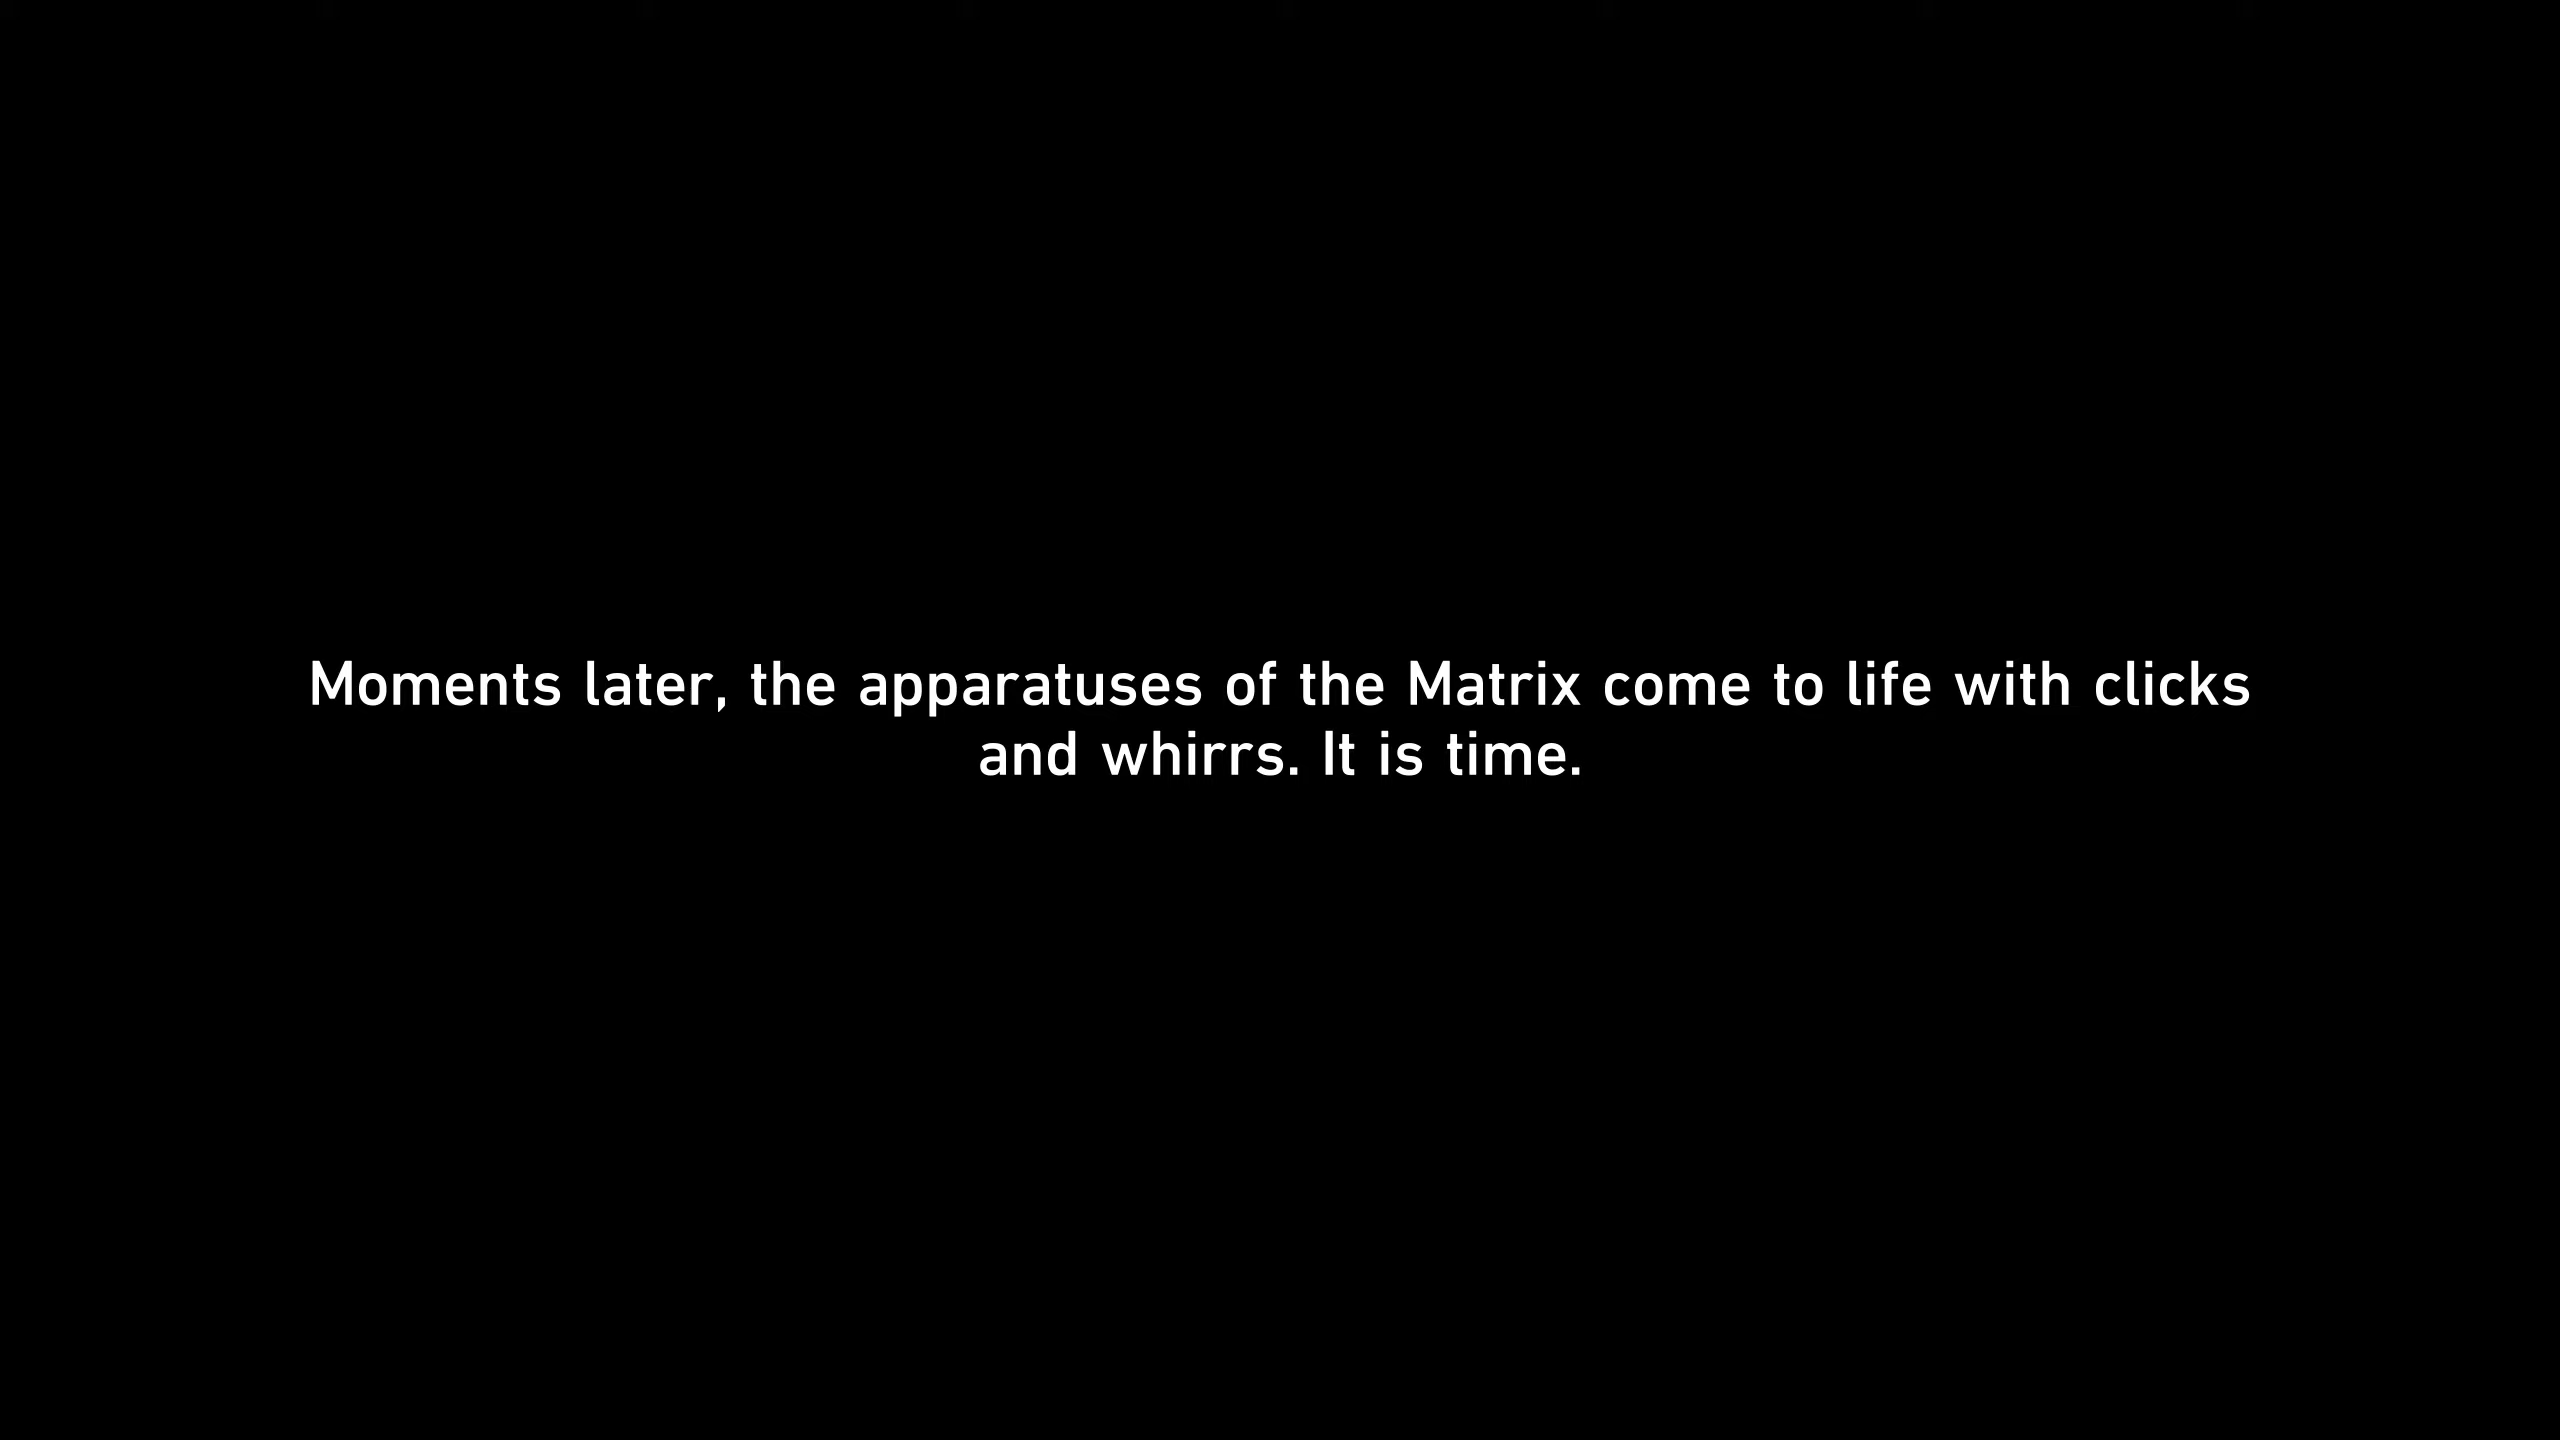 Moments later, the apparatuses of the Matrix come to life with clicks
and whirrs. It is time.